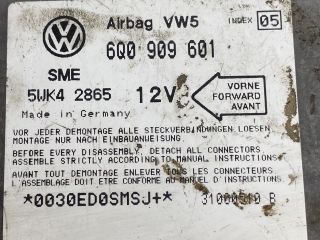 Airbag VW5 INDEX 05
6Q0 909 601
SME
5WK4 2865 12V
VORNE
FORWARD
AVANT
Made in Germany
VOR JEDER DEMONTAGE ALLE STECKVERBINDUNGEN LOESEN
MONTAGE NUR NACH EINBAUANWEISUNG
BEFORE EVERY DISASSEMBLY, DETACH ALL CONNECTORS
ASSEMBLE STRICTLY ACCORDING TO MANUAL INSTRUCTIONS
AVANT TOUT DEMONTAGE ENLEVER TOUS LES CONNECTEURS
L'ASSEMBLAGE DOIT ETRE CONFORME AU MANUEL D'INSTRUCTIONS
*0030ED0SMSJ+*